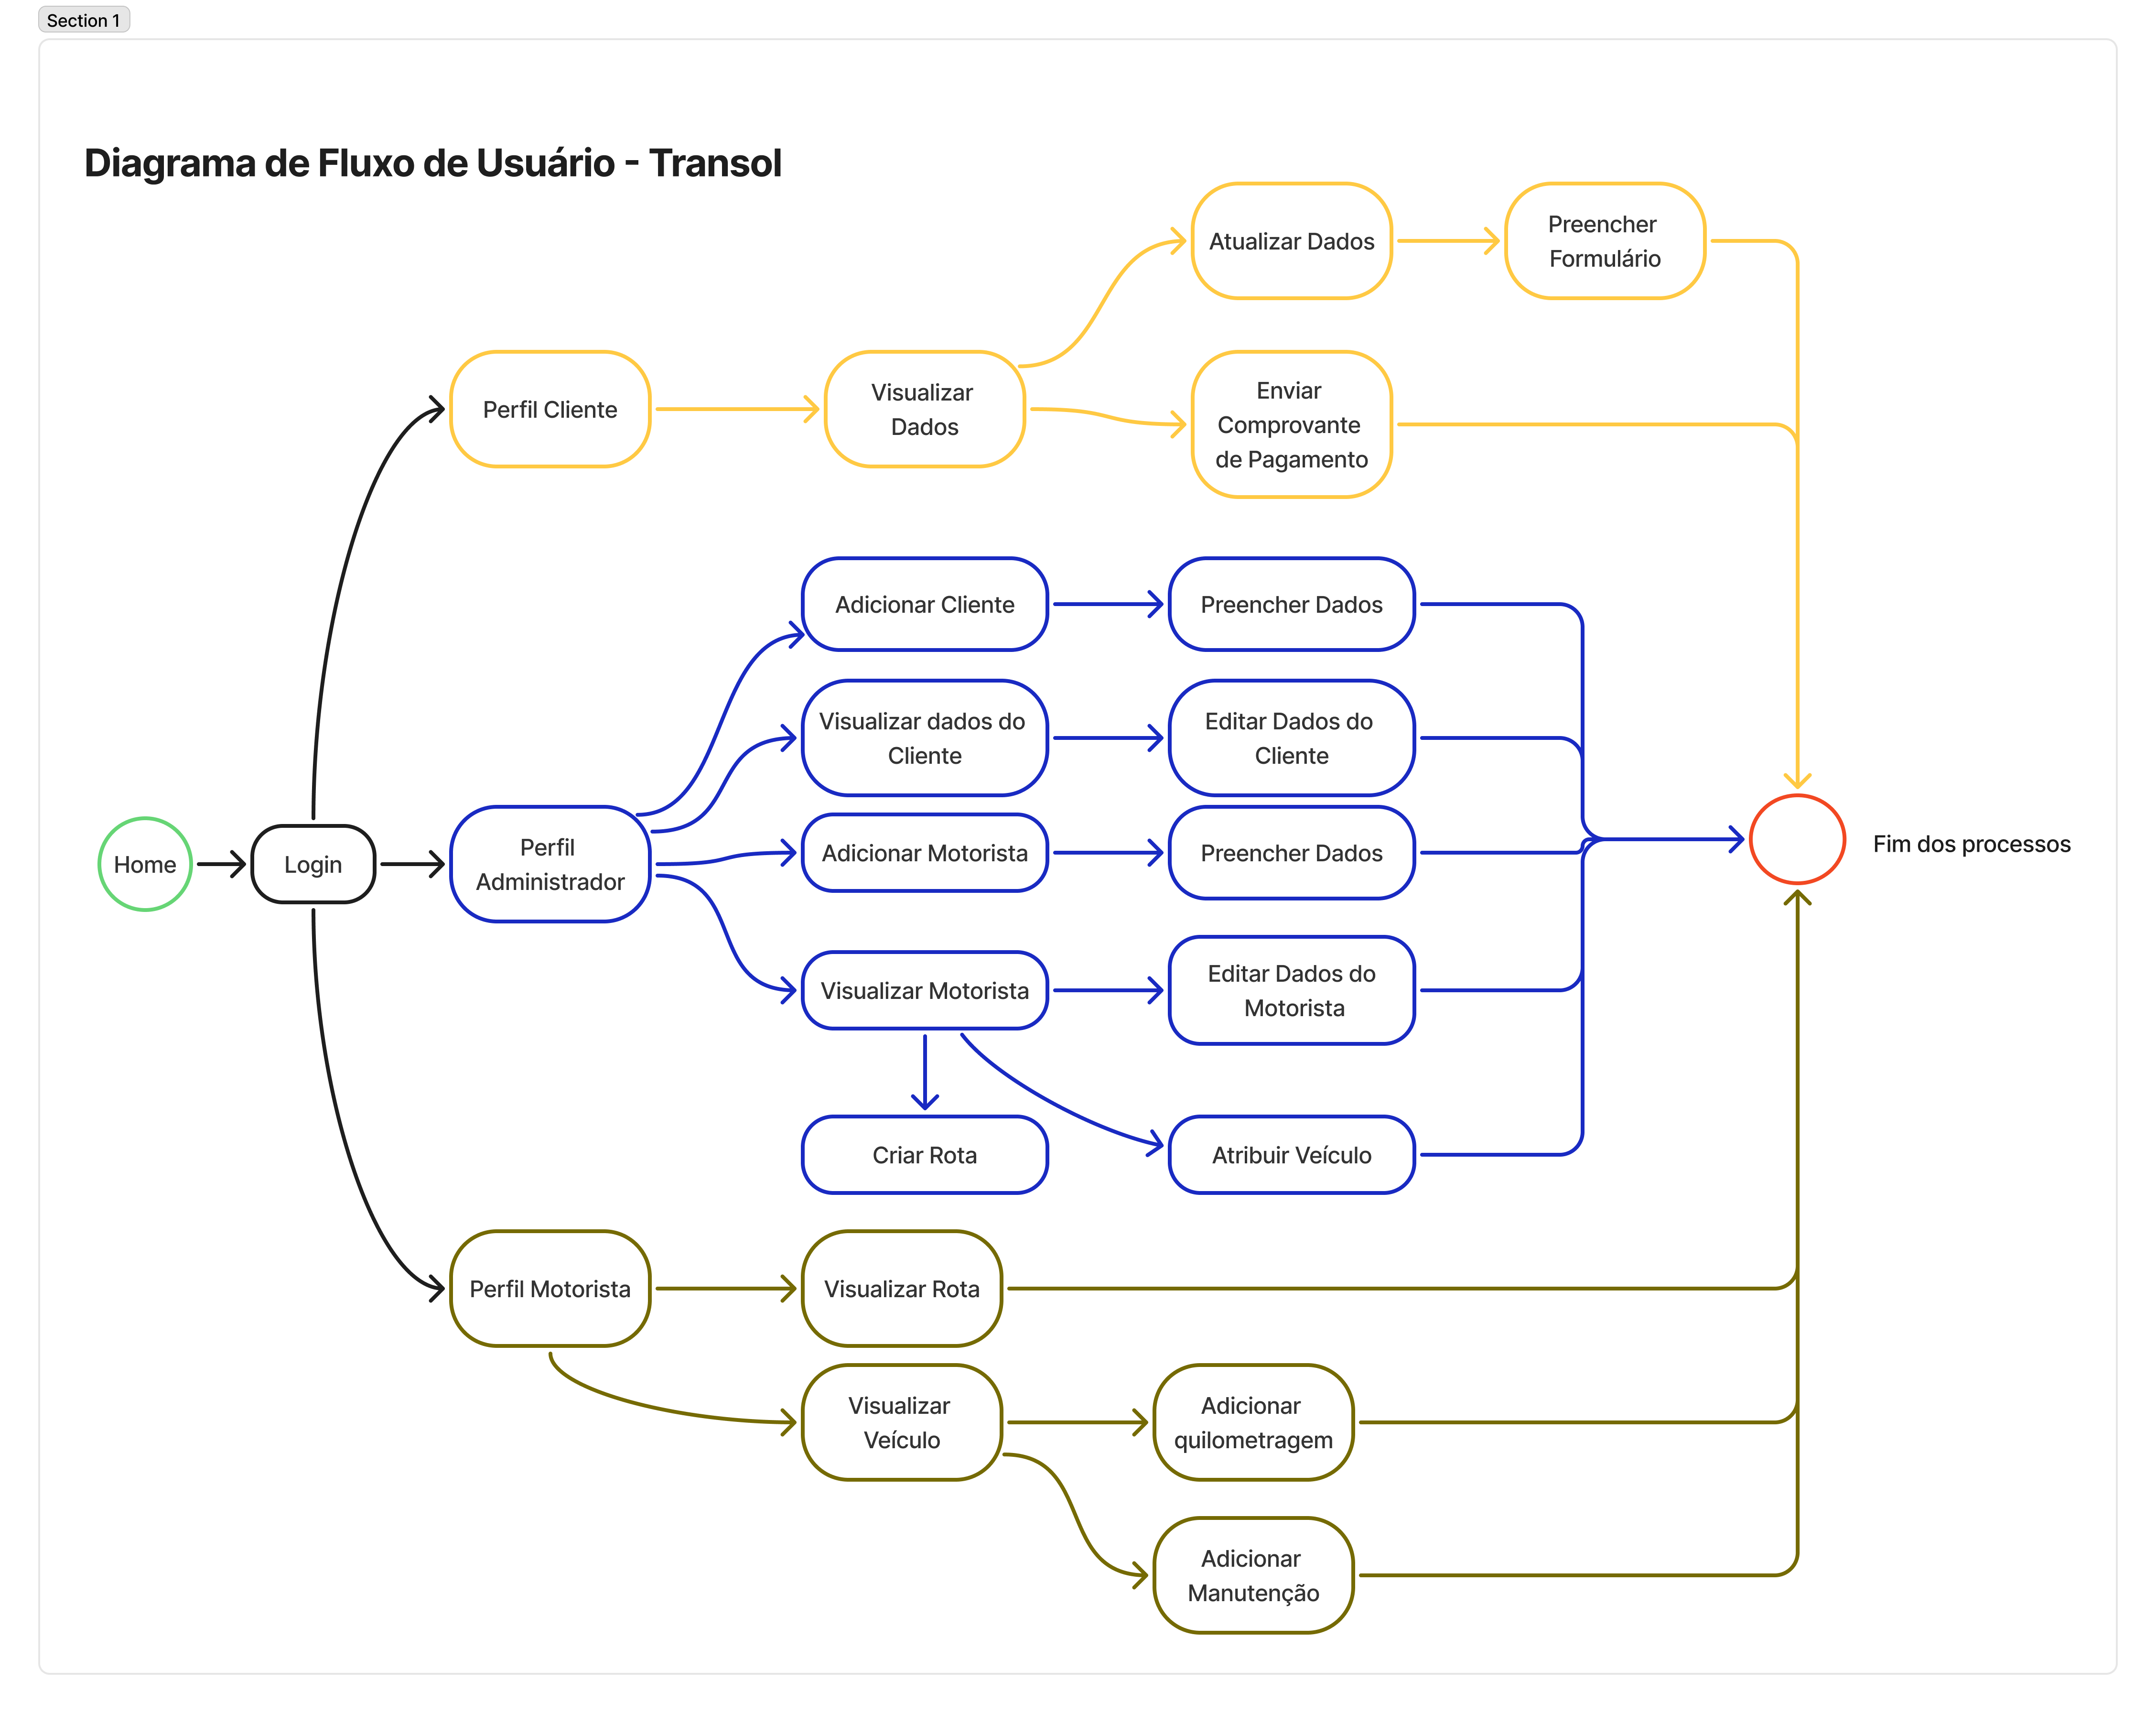 Section 1
Diagrama de Fluxo de Usuário - Transol
Atualizar Dados
Preencher
Formulário
Perfil Cliente
Visualizar
Dados
Enviar
Comprovante
de Pagamento
Adicionar Cliente
Preencher Dados
Visualizar dados do
Cliente
Editar Dados do
Cliente
Home
Login
Perfil
Administrador
Adicionar Motorista
Preencher Dados
Fim dos processos
Visualizar Motorista
Editar Dados do
Motorista
Criar Rota
Atribuir Veículo
Perfil Motorista
Visualizar Rota
Visualizar
Veículo
Adicionar
quilometragem
Adicionar
Manutenção